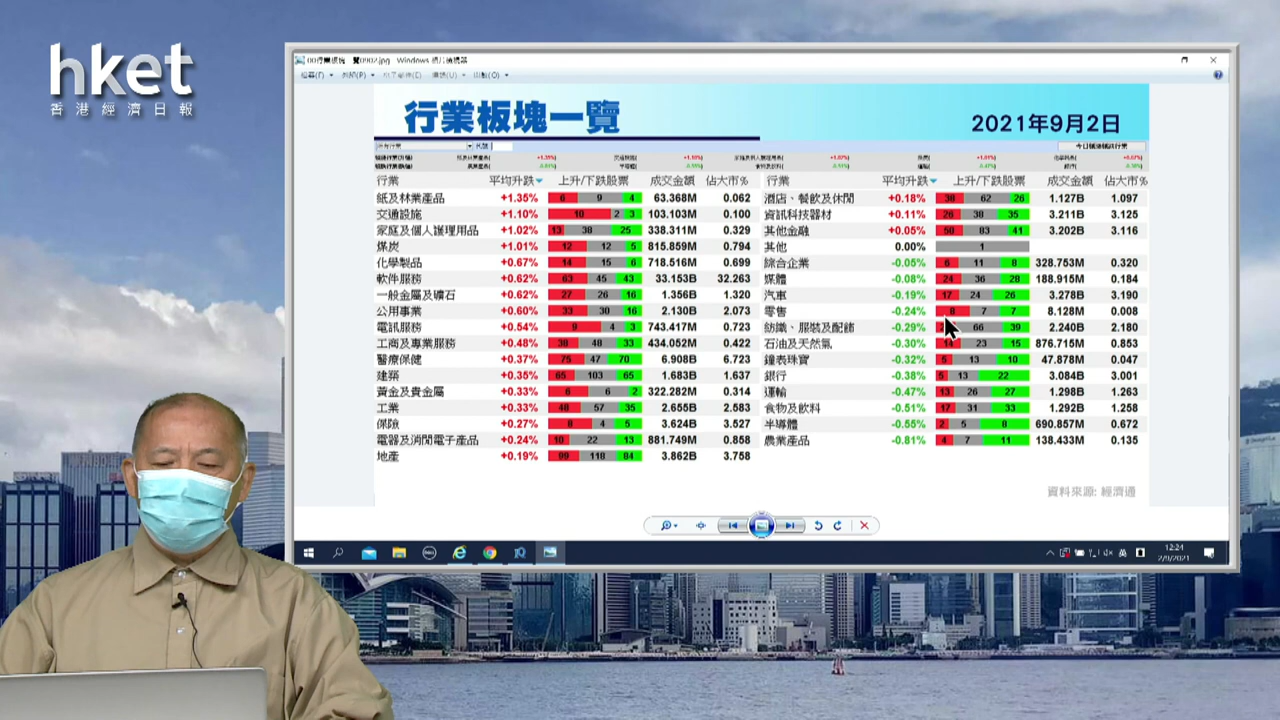 hket
香港經濟日報
行業板塊一覽
2021年9月2日
行業 平均升跌 上升/下跌股票 成交金額 佔大市% 行業 平均升跌 上升/下跌股票 成交金額 佔大市%
紙及林業產品 +1.35% 6 9 4 63.368M 0.062 酒店、餐飲及休閒 +0.18% 38 62 26 1.127B 1.097
交通設施 +1.10% 10 2 3 103.103M 0.100 資訊科技器材 +0.11% 26 38 35 3.211B 3.125
家庭及個人護理用品 +1.02% 13 38 25 338.311M 0.329 其他金融 +0.05% 50 83 41 3.202B 3.116
煤炭 +1.01% 12 12 5 815.859M 0.794 其他 0.00% 1
化學製品 +0.67% 14 15 6 718.516M 0.699 綜合企業 -0.05% 6 11 8 328.753M 0.320
軟件服務 +0.62% 63 45 43 33.153B 32.263 媒體 -0.08% 24 36 28 188.915M 0.184
一般金屬及礦石 +0.62% 27 26 16 1.356B 1.320 汽車 -0.19% 17 24 26 3.278B 3.190
公用事業 +0.60% 33 30 16 2.130B 2.073 零售 -0.24% 8 7 7 8.128M 0.008
電訊服務 +0.54% 9 4 3 743.417M 0.723 紡織、服裝及配飾 -0.29% 66 39 2.240B 2.180
工商及專業服務 +0.48% 38 48 33 434.052M 0.422 石油及天然氣 -0.30% 14 23 15 876.715M 0.853
醫療保健 +0.37% 75 47 70 6.908B 6.723 鐘表珠寶 -0.32% 5 13 10 47.878M 0.047
建築 +0.35% 65 103 65 1.683B 1.637 銀行 -0.38% 5 13 22 3.084B 3.001
黃金及貴金屬 +0.33% 6 6 2 322.282M 0.314 運輸 -0.47% 13 26 27 1.298B 1.263
工業 +0.33% 48 57 35 2.655B 2.583 食物及飲料 -0.51% 17 31 33 1.292B 1.258
保險 +0.27% 8 4 5 3.624B 3.527 半導體 -0.55% 2 5 8 690.857M 0.672
電器及消閒電子產品 +0.24% 10 22 13 881.749M 0.858 農業產品 -0.81% 4 7 11 138.433M 0.135
地產 +0.19% 99 118 84 3.862B 3.758
資料來源: 經濟通
12:24
2/9/2021